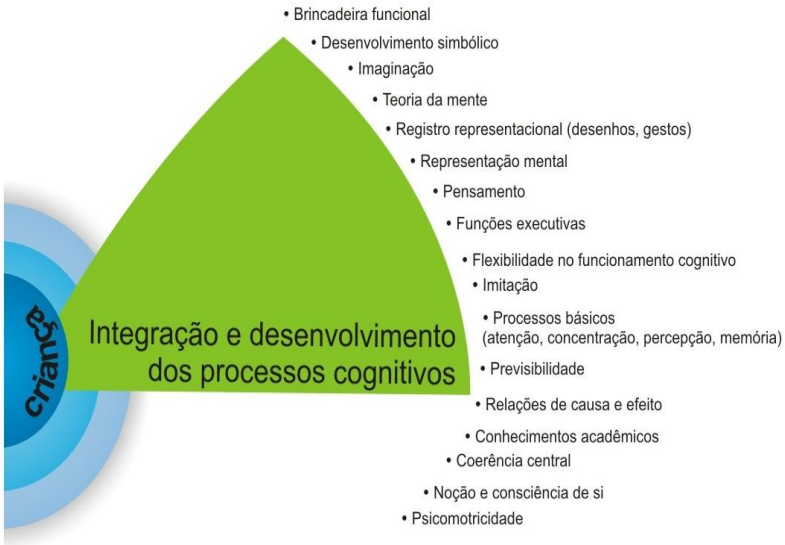 • Brincadeira funcional
• Desenvolvimento simbólico
• Imaginação
• Teoria da mente
• Registro representacional (desenhos, gestos)
• Representação mental
• Pensamento
• Funções executivas
• Flexibilidade no funcionamento cognitivo
• Imitação
• Processos básicos
(atenção, concentração, percepção, memória)
• Previsibilidade
• Relações de causa e efeito
• Conhecimentos acadêmicos
• Coerência central
• Noção e consciência de si
• Psicomotricidade
Integração e desenvolvimento
dos processos cognitivos
criança